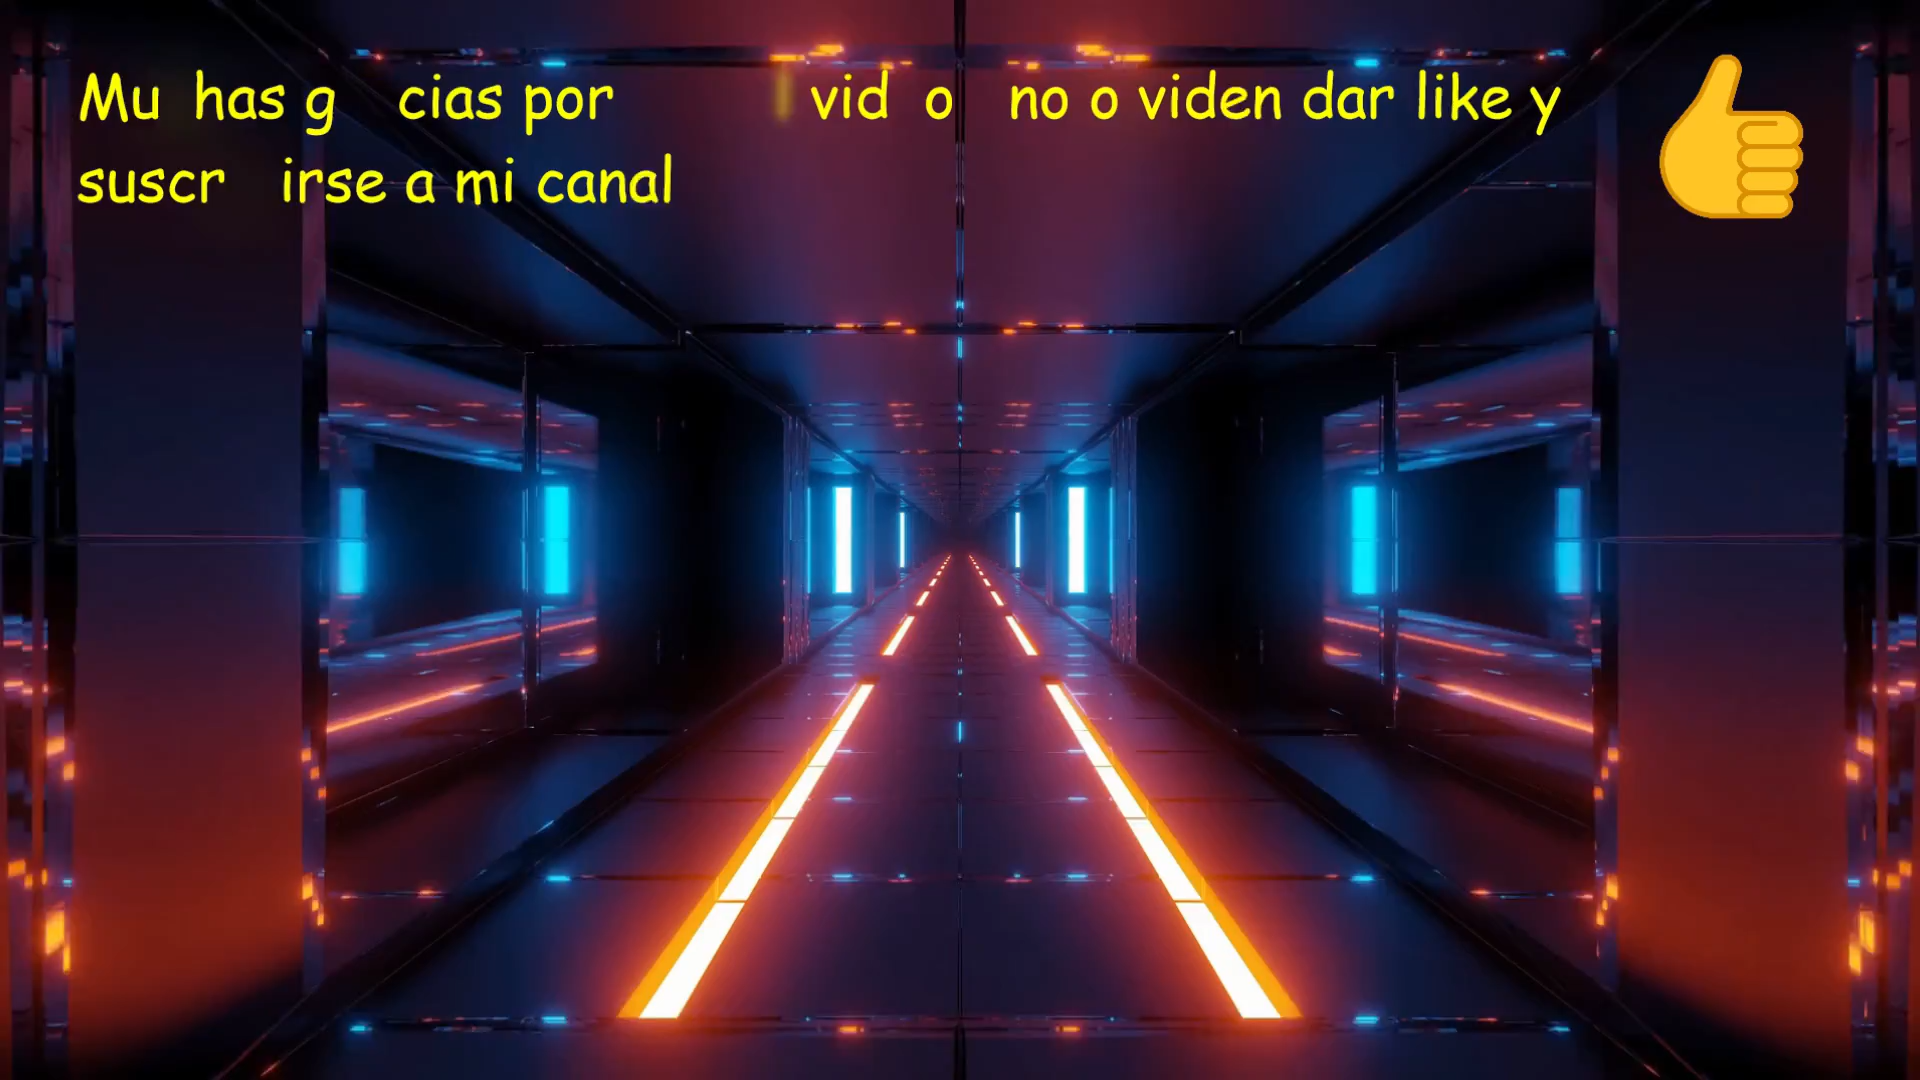 Mu has g cias por l vid o no o viden dar like y
suscr irse a mi canal